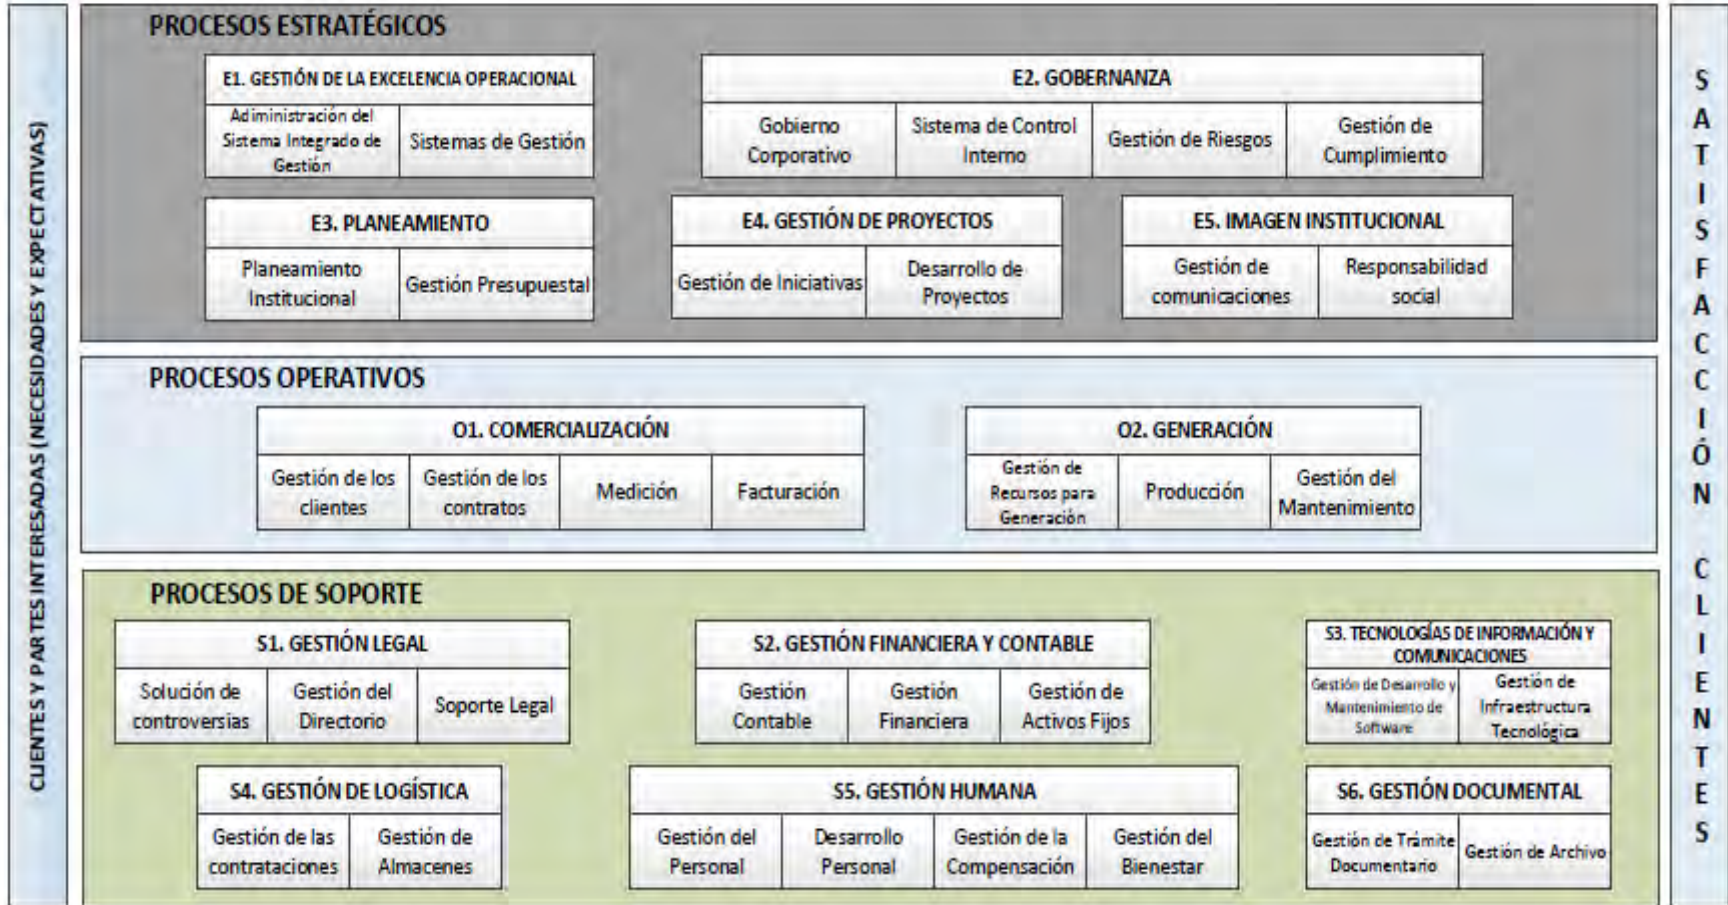 CUENTES Y PARTES INTERESADAS (NECESIDADES Y EXPECTATIVAS)
PROCESOS ESTRATÉGICOS
E1. GESTIÓN DE LA EXCELENCIA OPERACIONAL
Adiministración del
Sistema Integrado de
Gestión
Sistemas de Gestión
E2. GOBERNANZA
Gobierno
Corporativo
Sistema de Control
Interno
Gestión de Riesgos
Gestión de
Cumplimiento
E3. PLANEAMIENTO
Planeamiento
Institucional
Gestión Presupuestal
E4. GESTIÓN DE PROYECTOS
Gestión de Iniciativas
Desarrollo de
Proyectos
E5. IMAGEN INSTITUCIONAL
Gestión de
comunicaciones
Responsabilidad
social
PROCESOS OPERATIVOS
O1. COMERCIALIZACIÓN
Gestión de los
clientes
Gestión de los
contratos
Medición
Facturación
O2. GENERACIÓN
Gestión de
Recursos para
Generación
Producción
Gestión del
Mantenimiento
PROCESOS DE SOPORTE
S1. GESTIÓN LEGAL
Solución de
controversias
Gestión del
Directorio
Soporte Legal
S2. GESTIÓN FINANCIERA Y CONTABLE
Gestión
Contable
Gestión
Financiera
Gestión de
Activos Fijos
S3. TECNOLOGÍAS DE INFORMACIÓN Y
COMUNICACIONES
Gestión de Desarrollo y
Mantenimiento de
Software
Gestión de
Infraestructura
Tecnológica
S4. GESTIÓN DE LOGÍSTICA
Gestión de las
contrataciones
Gestión de
Almacenes
S5. GESTIÓN HUMANA
Gestión del
Personal
Desarrollo
Personal
Gestión de la
Compensación
Gestión del
Bienestar
S6. GESTIÓN DOCUMENTAL
Gestión de Trámite
Documentario
Gestión de Archivo
SATISFACCIÓN CLIENTES